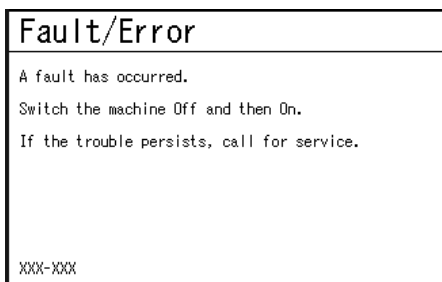 Fault/Error
A fault has occurred.
Switch the machine Off and then On.
If the trouble persists, call for service.
XXX-XXX